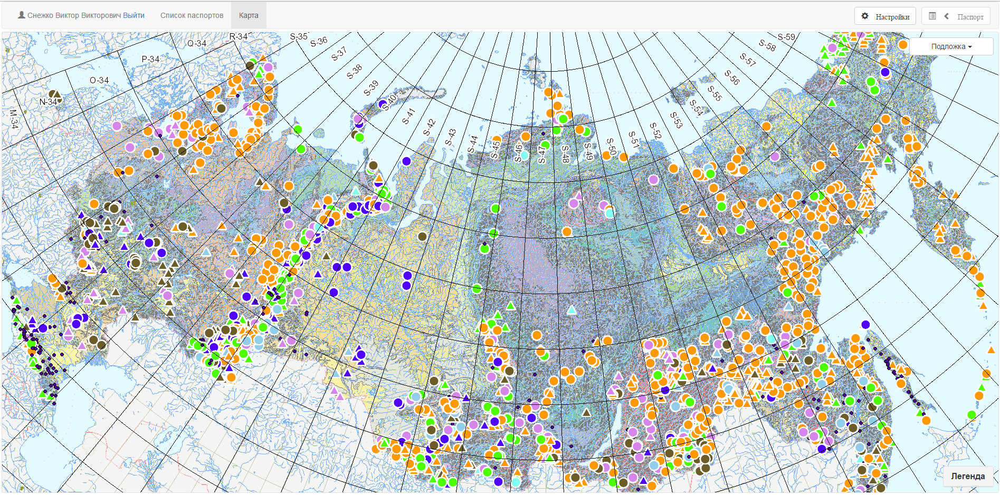 Снежко Виктор Викторович Выйти
Список паспортов
Карта
Настройки
Паспорт
Подложка
M-34
N-34
O-34
P-34
Q-34
R-34
S-35
S-36
S-37
S-38
S-39
S-40
S-41
S-42
S-43
S-44
S-45
S-46
S-47
S-48
S-49
S-50
S-51
S-52
S-53
S-54
S-55
S-56
S-57
S-58
S-59
Легенда